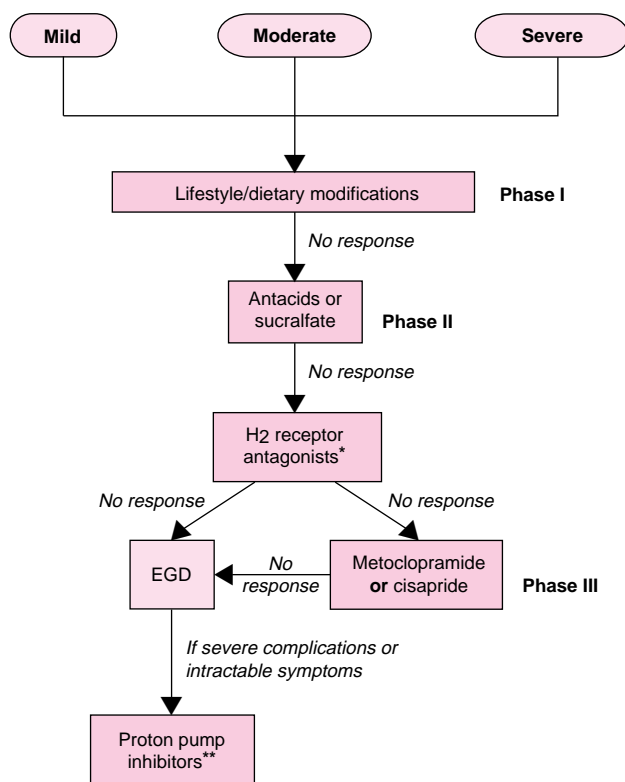 Mild
Moderate
Severe
Lifestyle/dietary modifications
Phase I
No response
Antacids or
sucralfate
Phase II
No response
H2 receptor
antagonists*
No response
No response
EGD
No
response
Metoclopramide
or cisapride
Phase III
If severe complications or
intractable symptoms
Proton pump
inhibitors**